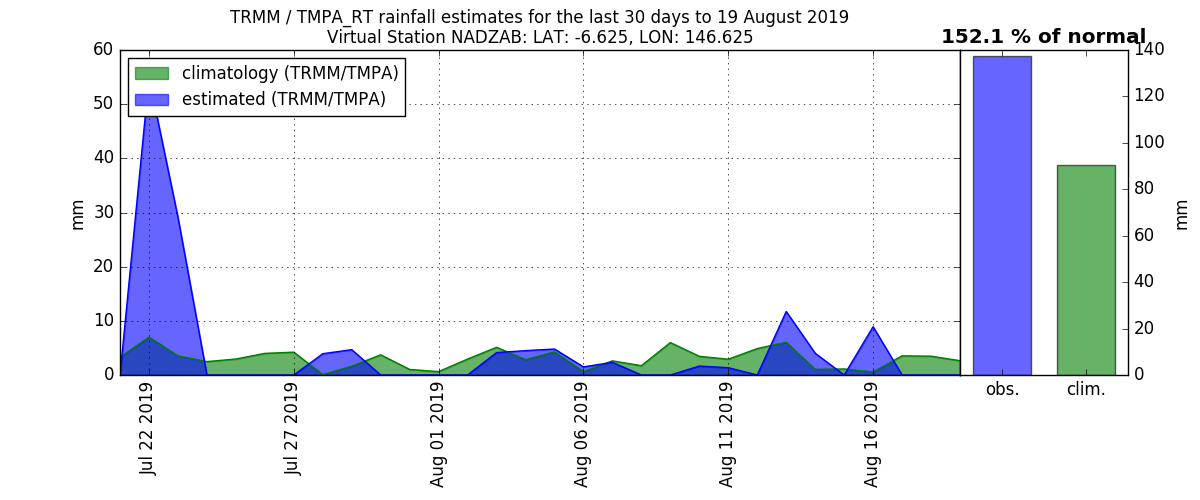 TRMM / TMPA_RT rainfall estimates for the last 30 days to 19 August 2019
Virtual Station NADZAB: LAT: -6.625, LON: 146.625
152.1 % of normal
climatology (TRMM/TMPA)
estimated (TRMM/TMPA)
60
50
40
30
20
10
0
mm
Jul 22 2019
Jul 27 2019
Aug 01 2019
Aug 06 2019
Aug 11 2019
Aug 16 2019
140
120
100
80
60
40
20
0
mm
obs.
clim.